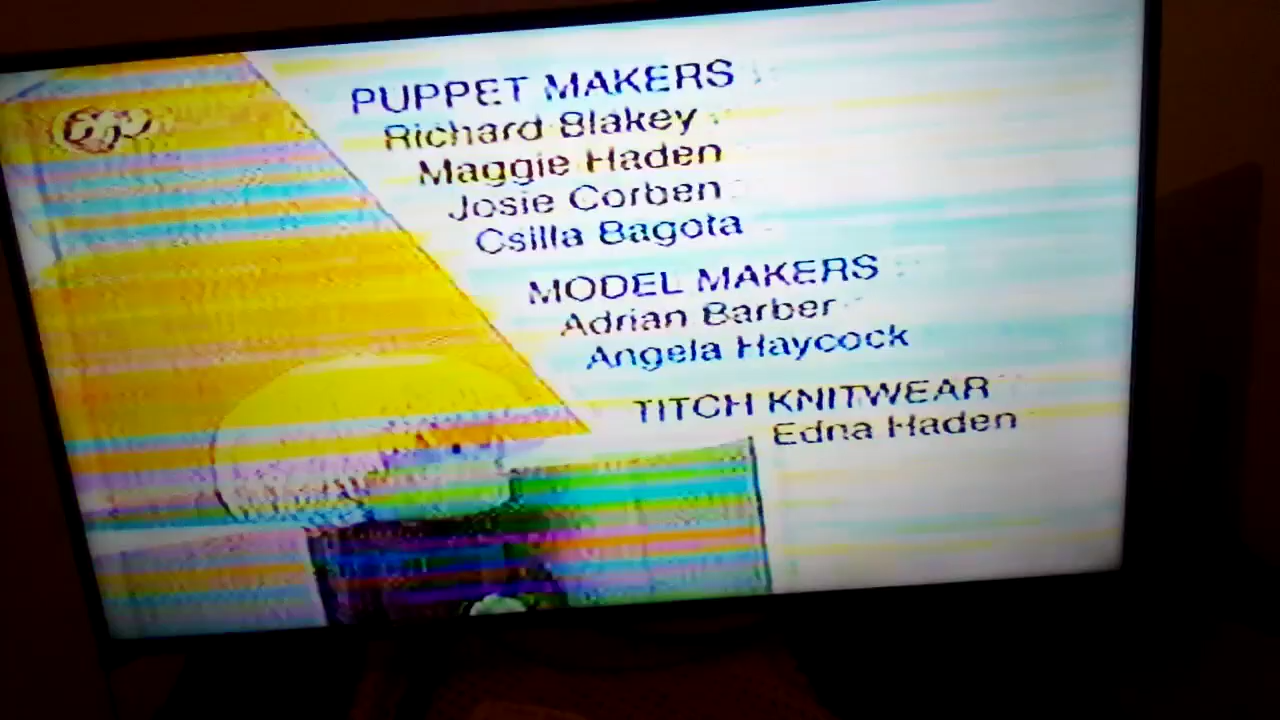 PUPPET MAKERS
Richard Blakey
Maggie Haden
Josie Corben
Csilla Bagota
MODEL MAKERS
Adrian Barber
Angela Haycock
TITCH KNITWEAR
Edna Haden